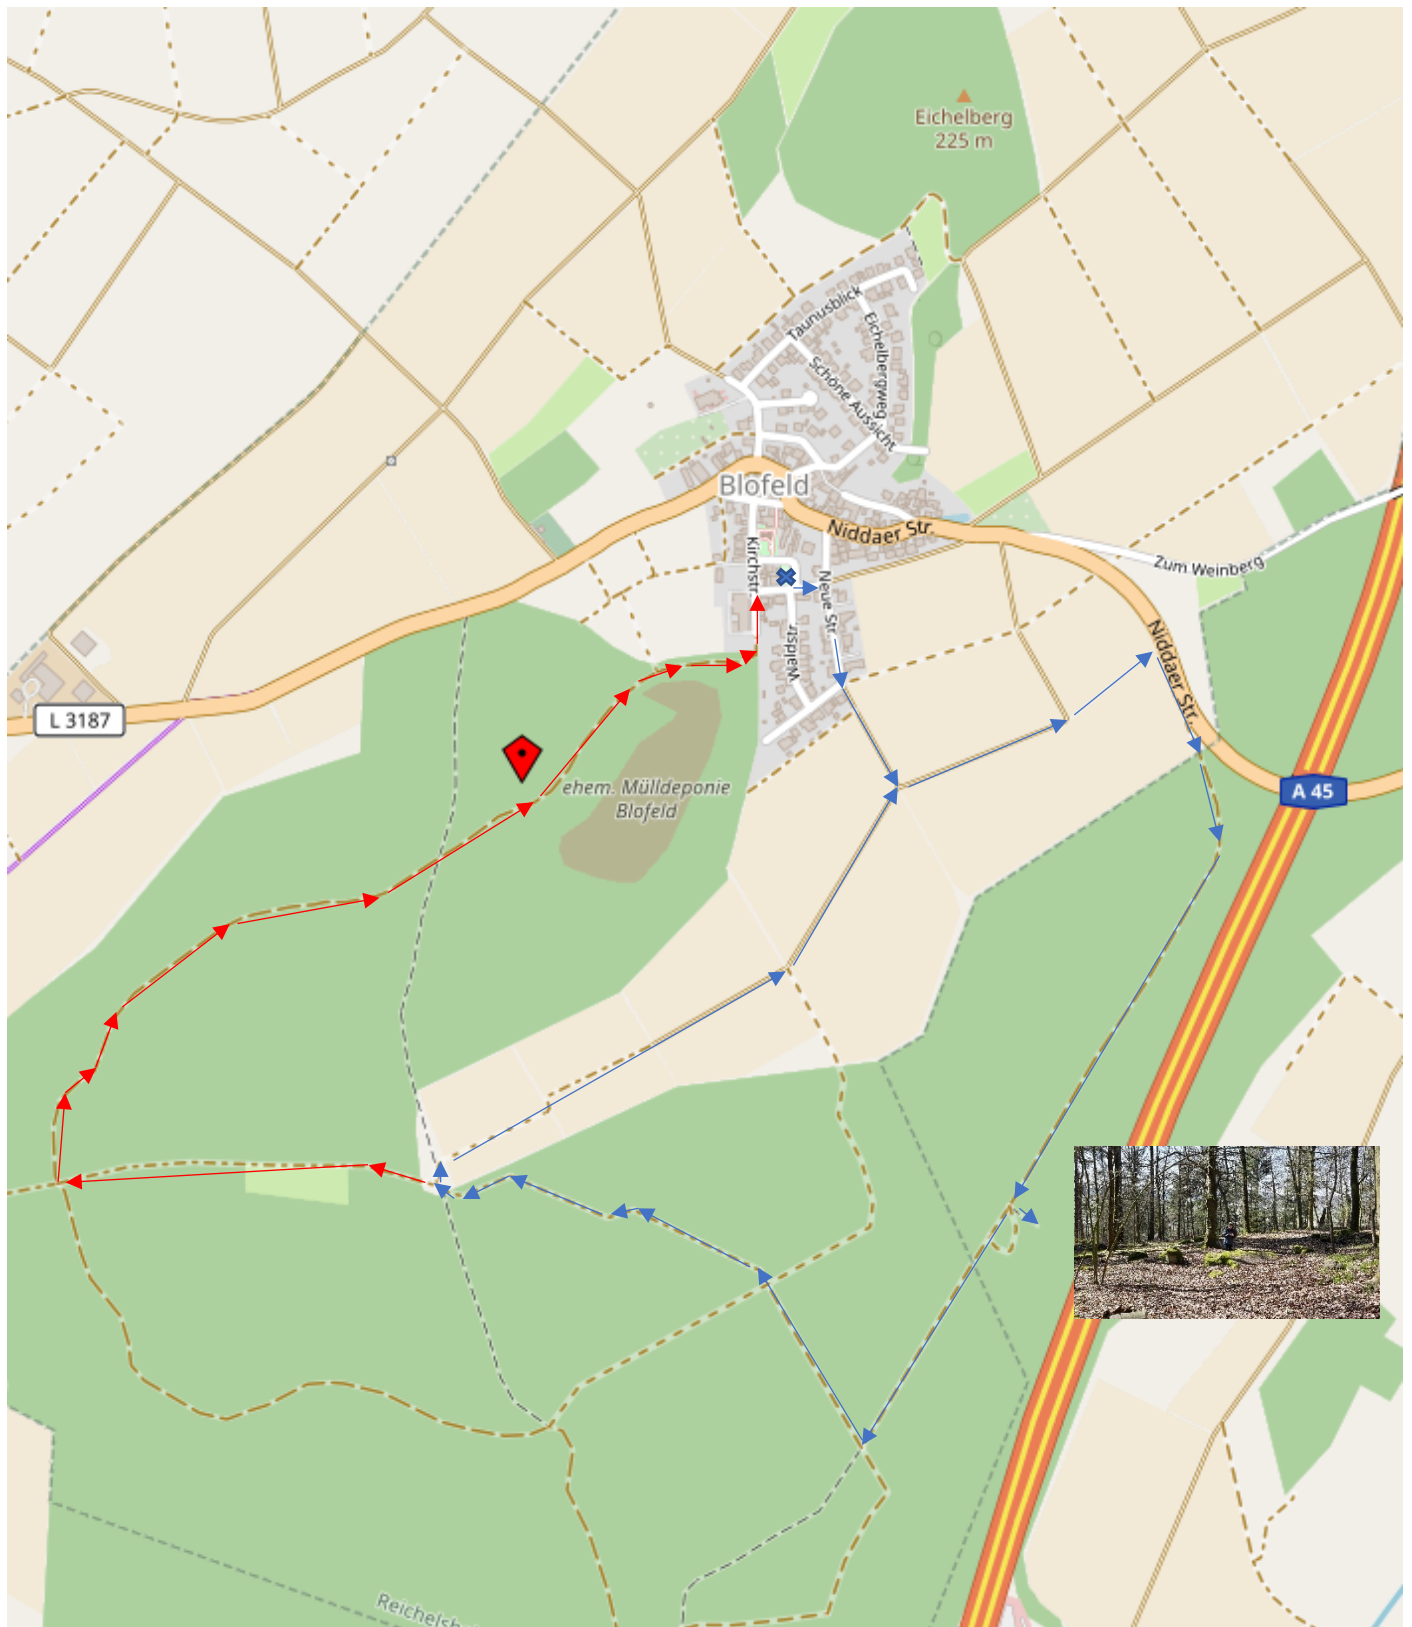 Eichelberg
225 m
Taunusblick
Eichelbergweg
Schöne Aussicht
Blofeld
Niddaer Str.
Kirchstr.
Neue Str.
Zum Weinberg
Waldstr.
Niddaer Str.
L 3187
ehem. Mülldeponie
Blofeld
A 45